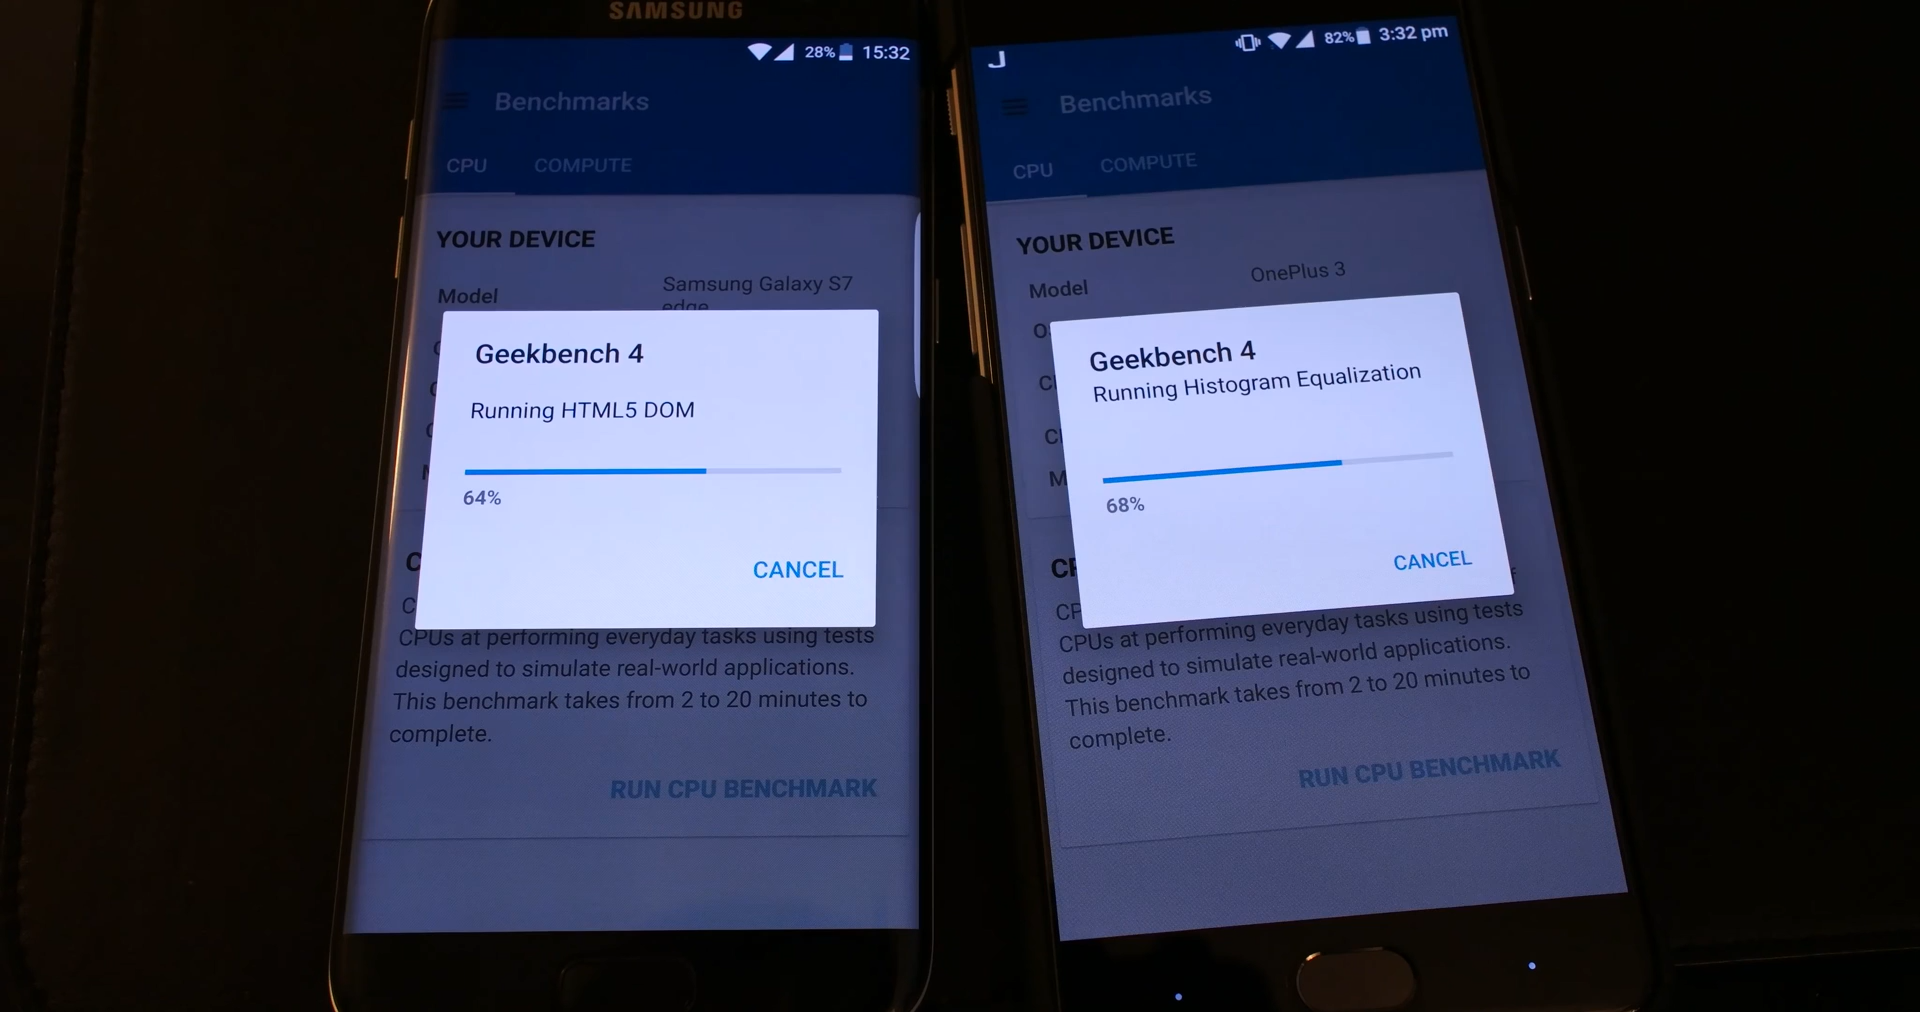 SAMSUNG
28% 15:32
Benchmarks
CPU COMPUTE
YOUR DEVICE
Model Samsung Galaxy S7
edge
Geekbench 4
Running HTML5 DOM
64%
CANCEL
CPUs at performing everyday tasks using tests
designed to simulate real-world applications.
This benchmark takes from 2 to 20 minutes to
complete.
RUN CPU BENCHMARK
82% 3:32 pm
Benchmarks
CPU COMPUTE
YOUR DEVICE
Model OnePlus 3
Geekbench 4
Running Histogram Equalization
68%
CANCEL
CPUs at performing everyday tasks using tests
designed to simulate real-world applications.
This benchmark takes from 2 to 20 minutes to
complete.
RUN CPU BENCHMARK